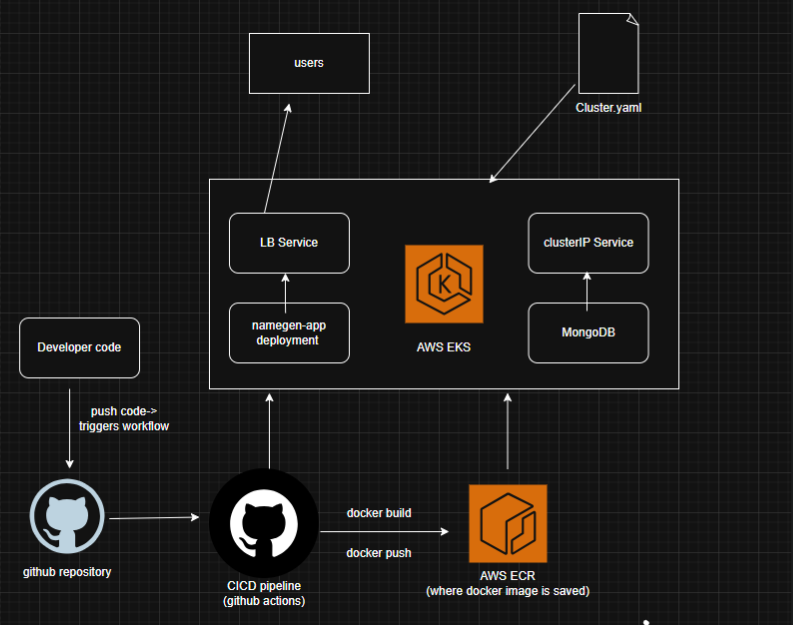 users
Cluster.yaml
LB Service
clusterIP Service
K
namegen-app
deployment
MongoDB
AWS EKS
Developer code
push code->
triggers workflow
docker build
docker push
github repository
CICD pipeline
(github actions)
AWS ECR
(where docker image is saved)